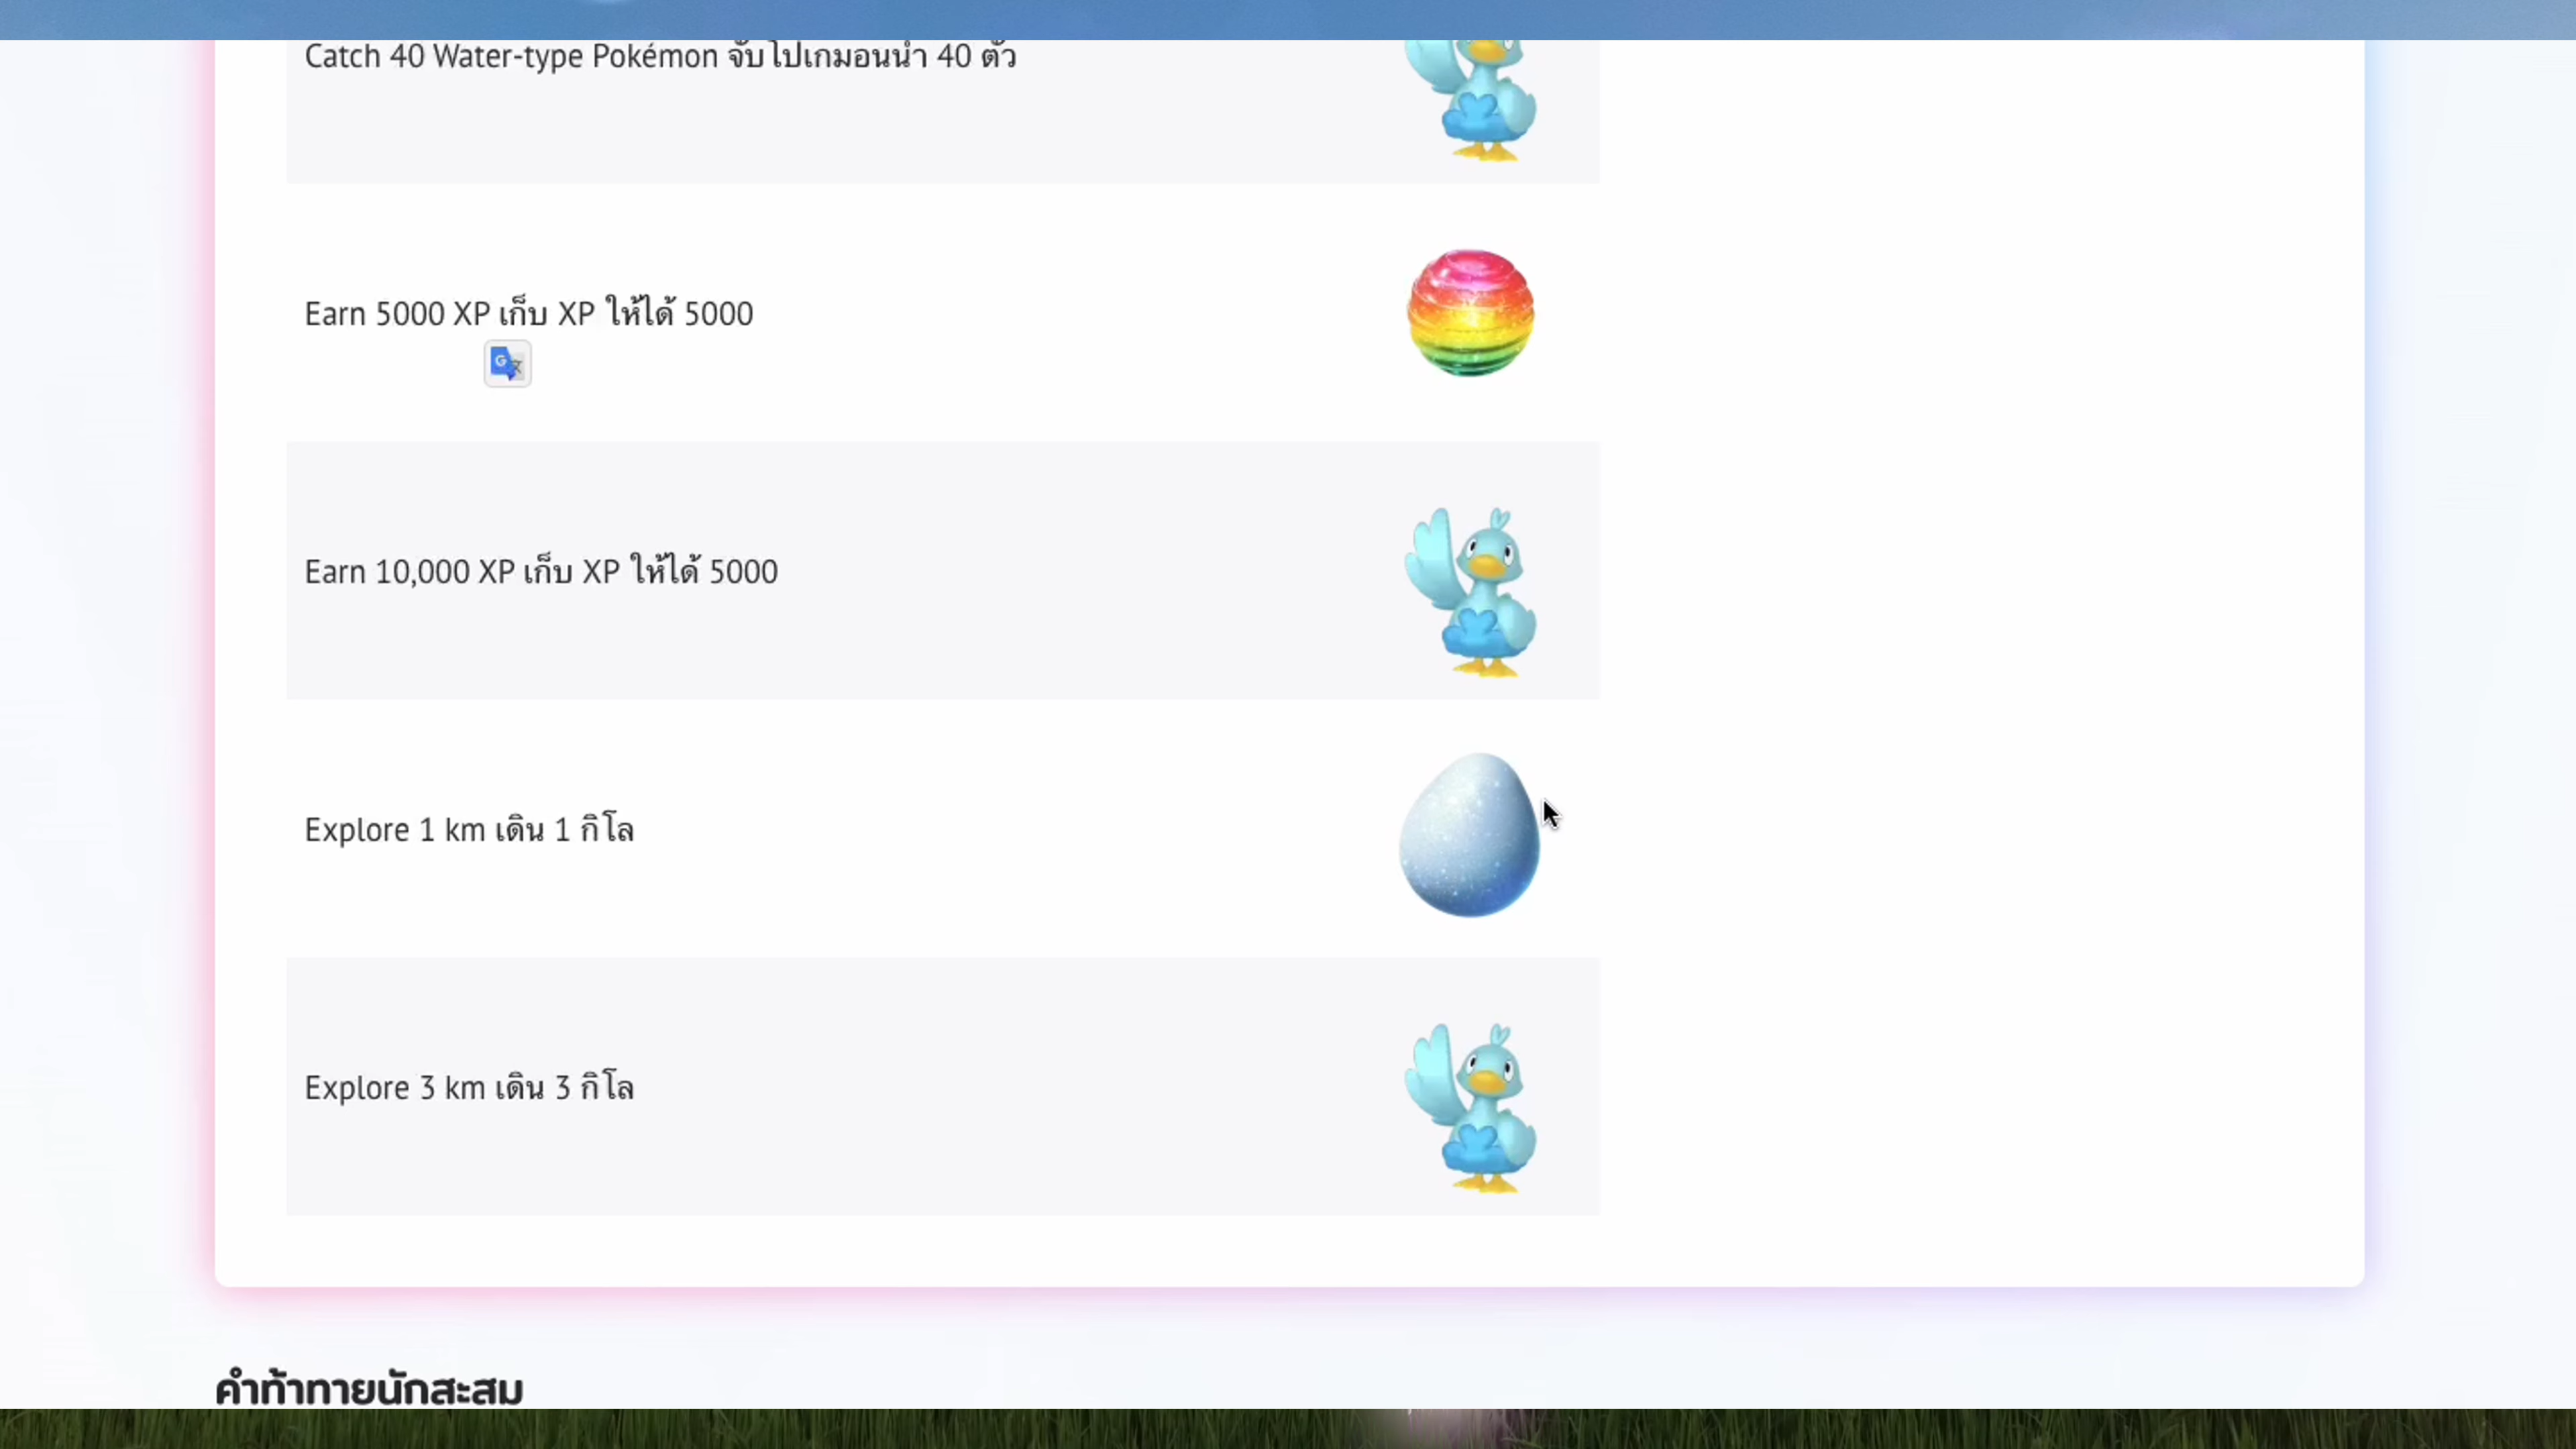 Catch 40 Water-type Pokémon จับโปเกมอนน้ำ 40 ตัว
Earn 5000 XP เก็บ XP ให้ได้ 5000
Earn 10,000 XP เก็บ XP ให้ได้ 5000
Explore 1 km เดิน 1 กิโล
Explore 3 km เดิน 3 กิโล
คำท้าทายนักสะสม